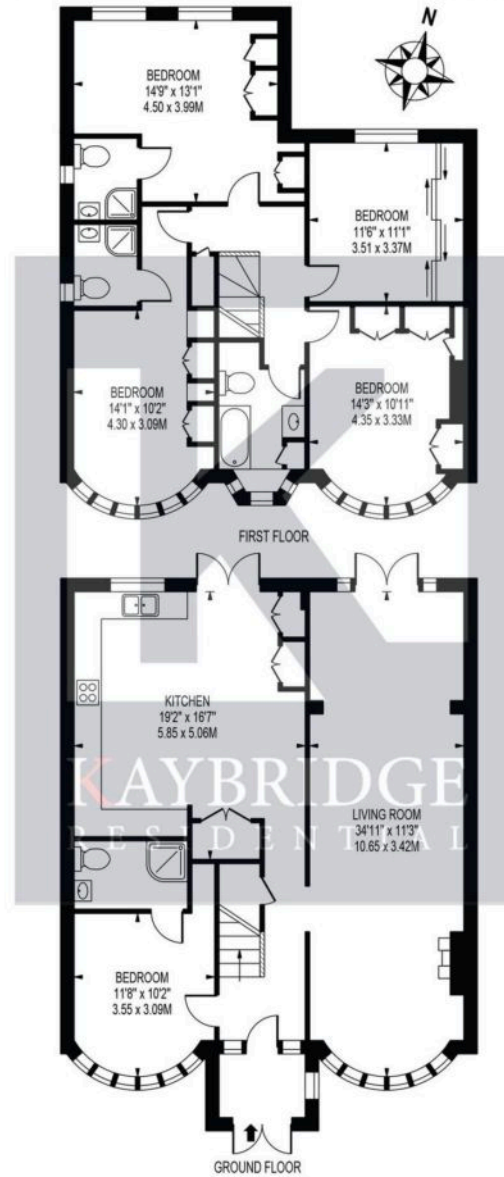 N
BEDROOM
14'9" x 13'1"
4.50 x 3.99M
BEDROOM
11'6" x 11'1"
3.51 x 3.37M
BEDROOM
14'1" x 10'2"
4.30 x 3.09M
BEDROOM
14'3" x 10'11"
4.35 x 3.33M
FIRST FLOOR
KITCHEN
19'2" x 16'7"
5.85 x 5.06M
KAYBRIDGE
RESIDENTIAL
LIVING ROOM
34'11" x 11'3"
10.65 x 3.42M
BEDROOM
11'8" x 10'2"
3.55 x 3.09M
GROUND FLOOR